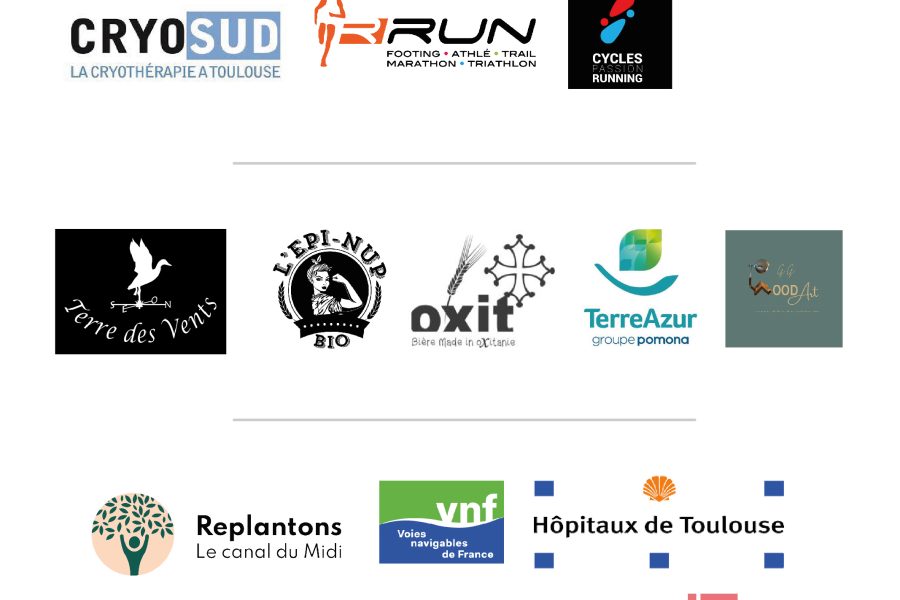 CRYOSUD
LA CRYOTHÉRAPIE A TOULOUSE
RRUN
FOOTING • ATHLÉ • TRAIL
MARATHON • TRIATHLON
CYCLES
PASSION
RUNNING
S E O N
Terre des Vents
L'EPI-NUP
BIO
oxit
Bière Made in oXitanie
TerreAzur
groupe pomona
GG
WOOD Art
Replantons
Le canal du Midi
vnf
Voies
navigables
de France
Hôpitaux de Toulouse